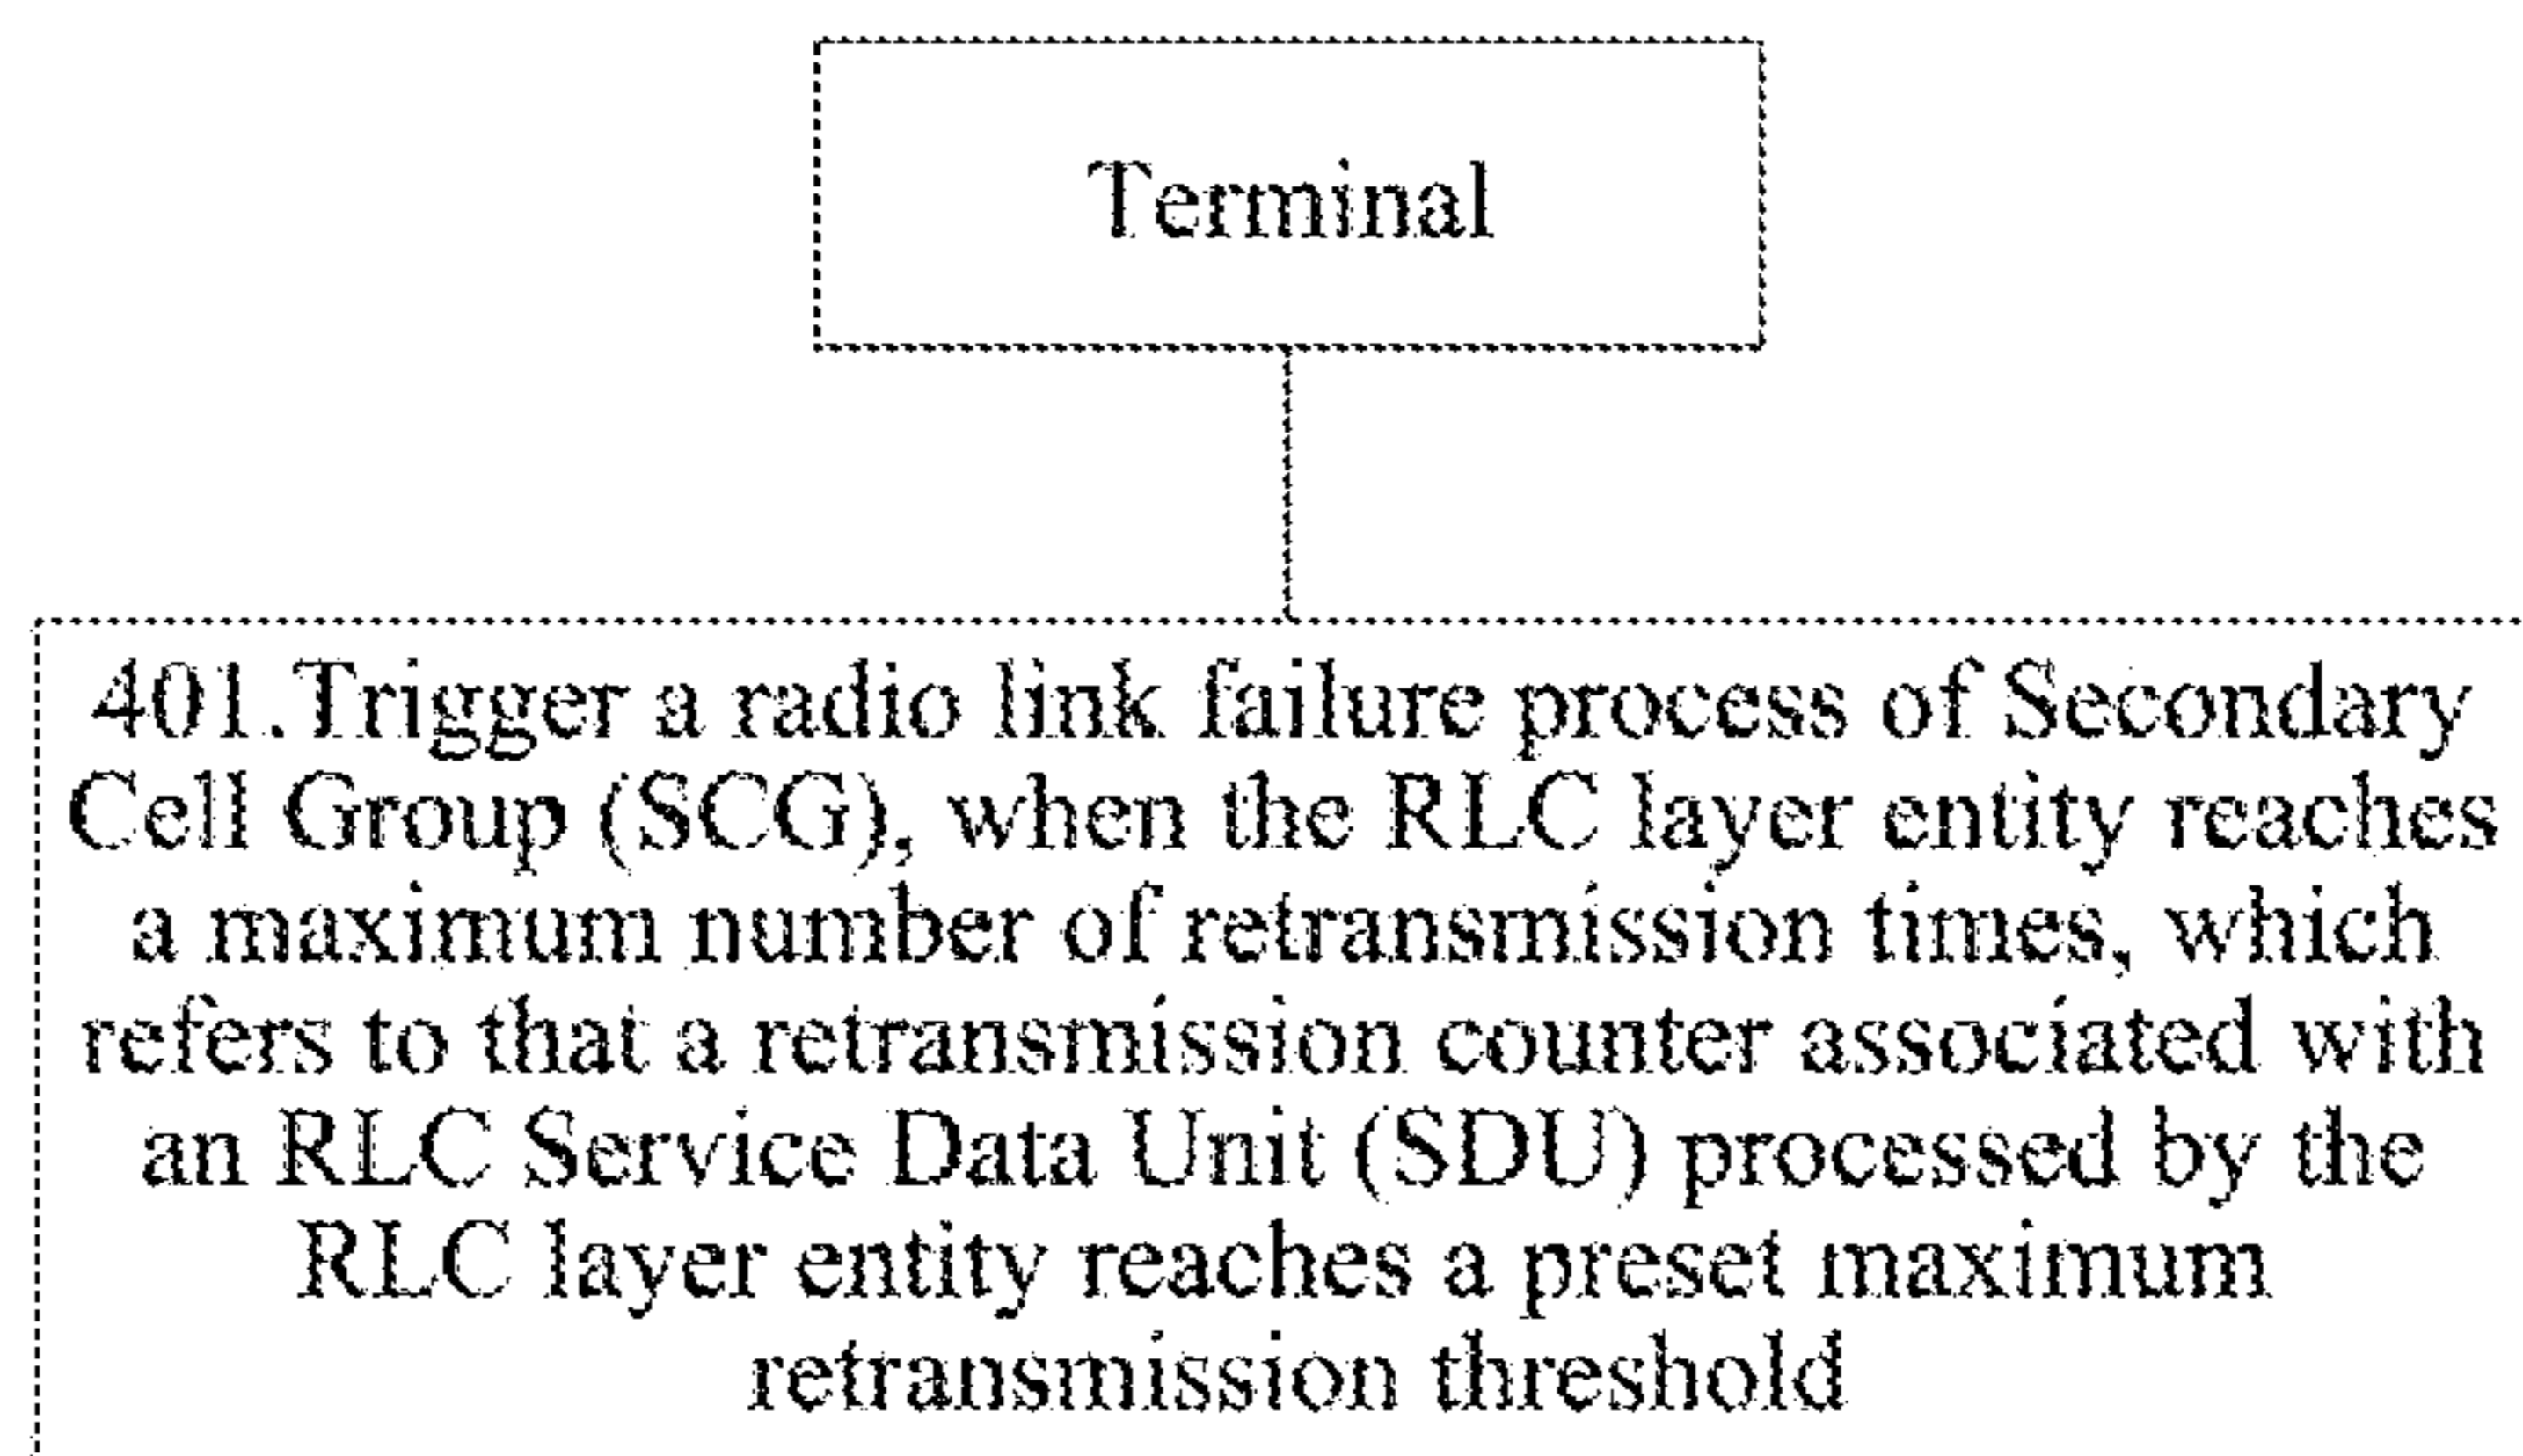 Terminal
401.Trigger a radio link failure process of Secondary
Cell Group (SCG), when the RLC layer entity reaches
a maximum number of retransmission times, which
refers to that a retransmission counter associated with
an RLC Service Data Unit (SDU) processed by the
RLC layer entity reaches a preset maximum
retransmission threshold